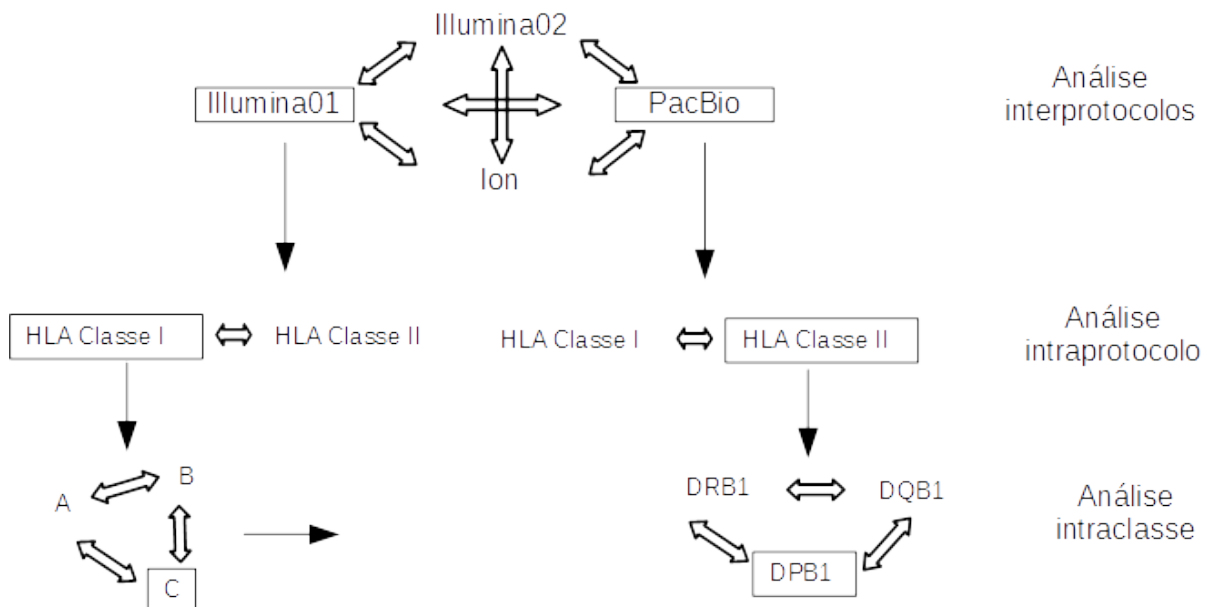 Illumina02
Illumina01
PacBio
Ion
Análise
interprotocolos
HLA Classe I
HLA Classe II
HLA Classe I
HLA Classe II
Análise
intraprotocolo
A
B
C
DRB1
DQB1
DPB1
Análise
intraclasse